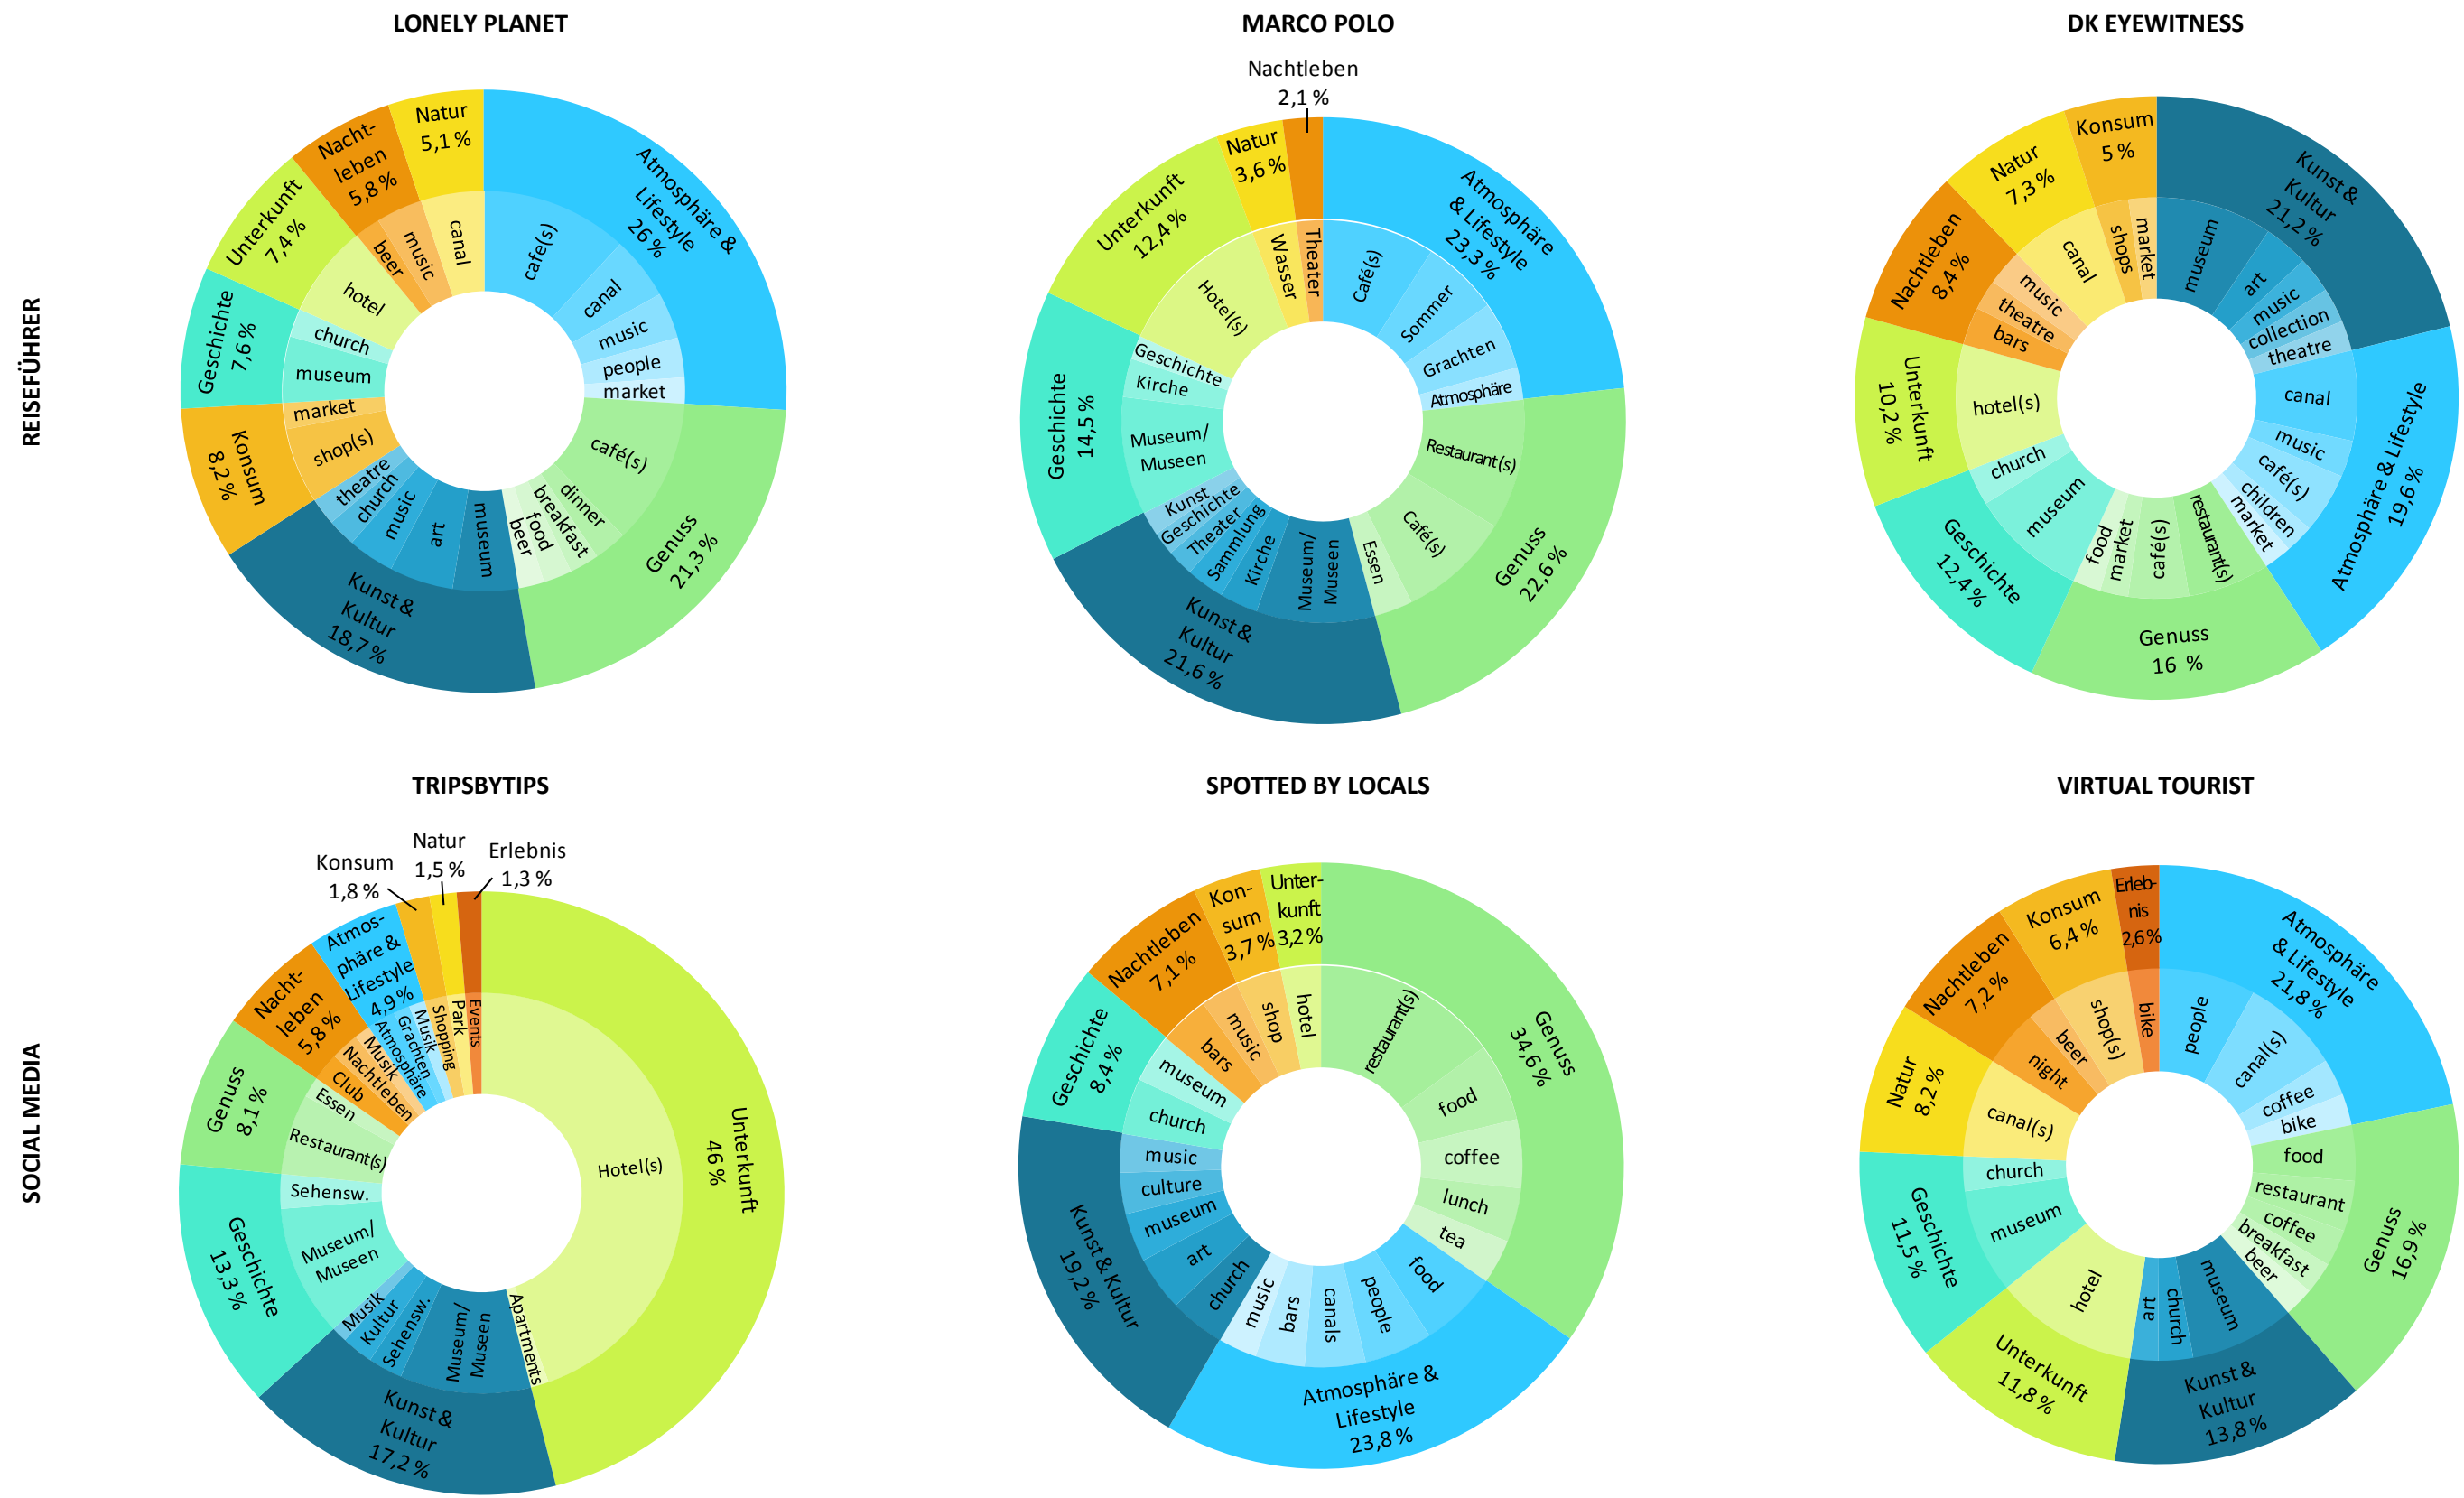 LONELY PLANET
MARCO POLO
DK EYEWITNESS
REISEFÜHRER
Atmosphäre &
Lifestyle
26 %
cafe(s)
canal
music
people
market
Genuss
21,3 %
café(s)
dinner
breakfast
food
beer
Kunst &
Kultur
18,7 %
museum
art
music
church
theatre
Konsum
8,2 %
shop(s)
market
Geschichte
7,6 %
museum
church
Unterkunft
7,4 %
hotel
Nacht-
leben
5,8 %
beer
music
Natur
5,1 %
canal
Nachtleben
2,1 %
Atmosphäre
& Lifestyle
23,3 %
Café(s)
Sommer
Grachten
Atmosphäre
Genuss
22,6 %
Restaurant(s)
Café(s)
Essen
Kunst &
Kultur
21,6 %
Museum/
Museen
Kirche
Sammlung
Theater
Geschichte
Kunst
Geschichte
14,5 %
Museum/
Museen
Kirche
Geschichte
Unterkunft
12,4 %
Hotel(s)
Natur
3,6 %
Wasser
Theater
Kunst &
Kultur
21,2 %
museum
art
music
collection
theatre
Atmosphäre & Lifestyle
19,6 %
canal
music
café(s)
children
market
Genuss
16 %
restaurant(s)
café(s)
market
food
Geschichte
12,4 %
museum
church
Unterkunft
10,2 %
hotel(s)
Nachtleben
8,4 %
bars
theatre
music
Natur
7,3 %
canal
Konsum
5 %
shops
market
TRIPSBYTIPS
SPOTTED BY LOCALS
VIRTUAL TOURIST
SOCIAL MEDIA
Unterkunft
46 %
Hotel(s)
Apartments
Kunst &
Kultur
17,2 %
Museum/
Museen
Sehensw.
Kultur
Musik
Geschichte
13,3 %
Museum/
Museen
Sehensw.
Genuss
8,1 %
Restaurant(s)
Essen
Nacht-
leben
5,8 %
Club
Nachtleben
Musik
Atmos-
phäre &
Lifestyle
4,9 %
Atmosphäre
Grachten
Musik
Konsum
1,8 %
Shopping
Natur
1,5 %
Park
Erlebnis
1,3 %
Events
Genuss
34,6 %
restaurant(s)
food
coffee
lunch
tea
Atmosphäre &
Lifestyle
23,8 %
food
people
canals
bars
music
Kunst & Kultur
19,2 %
church
art
museum
culture
music
Geschichte
8,4 %
church
museum
Nachtleben
7,1 %
bars
music
Kon-
sum
3,7 %
shop
Unter-
kunft
3,2 %
hotel
Atmosphäre
& Lifestyle
21,8 %
people
canal(s)
coffee
bike
Genuss
16,9 %
food
restaurant
coffee
breakfast
beer
Kunst &
Kultur
13,8 %
museum
church
art
Unterkunft
11,8 %
hotel
Geschichte
11,5 %
museum
church
Natur
8,2 %
canal(s)
Nachtleben
7,2 %
night
beer
Konsum
6,4 %
shop(s)
Erleb-
nis
2,6 %
bike